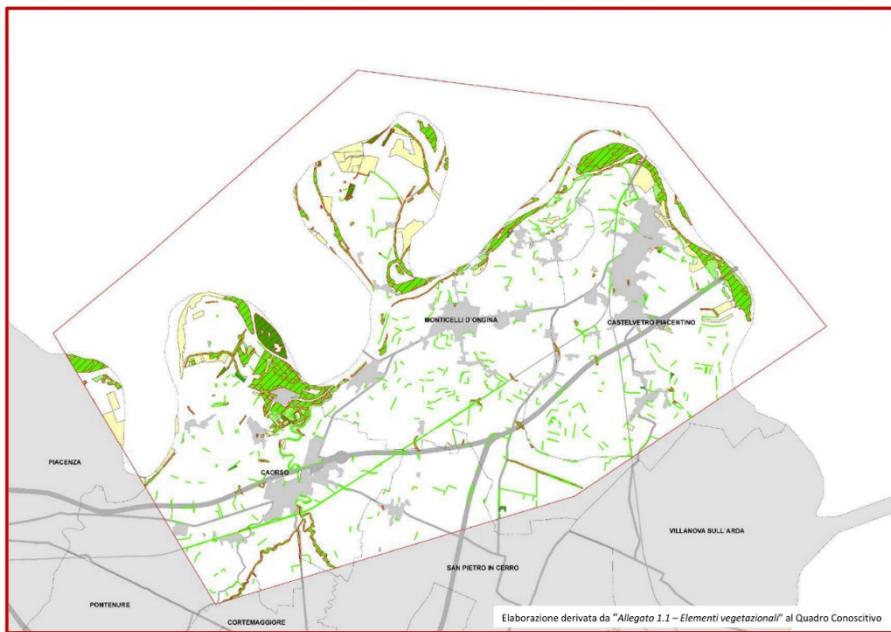 MONTICELLI D'ONGINA
CASTELVETRO PIACENTINO
PIACENZA
CAORSO
VILLANOVA SULL'ARDA
SAN PIETRO IN CERRO
PONTENURE
CORTEMAGGIORE
Elaborazione derivata da “Allegato 1.1 – Elementi vegetazionali” al Quadro Conoscitivo